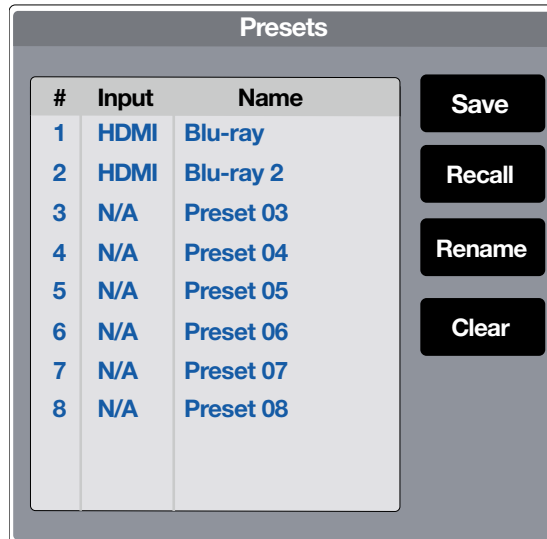 Presets
# Input Name
1 HDMI Blu-ray
2 HDMI Blu-ray 2
3 N/A Preset 03
4 N/A Preset 04
5 N/A Preset 05
6 N/A Preset 06
7 N/A Preset 07
8 N/A Preset 08
Save
Recall
Rename
Clear